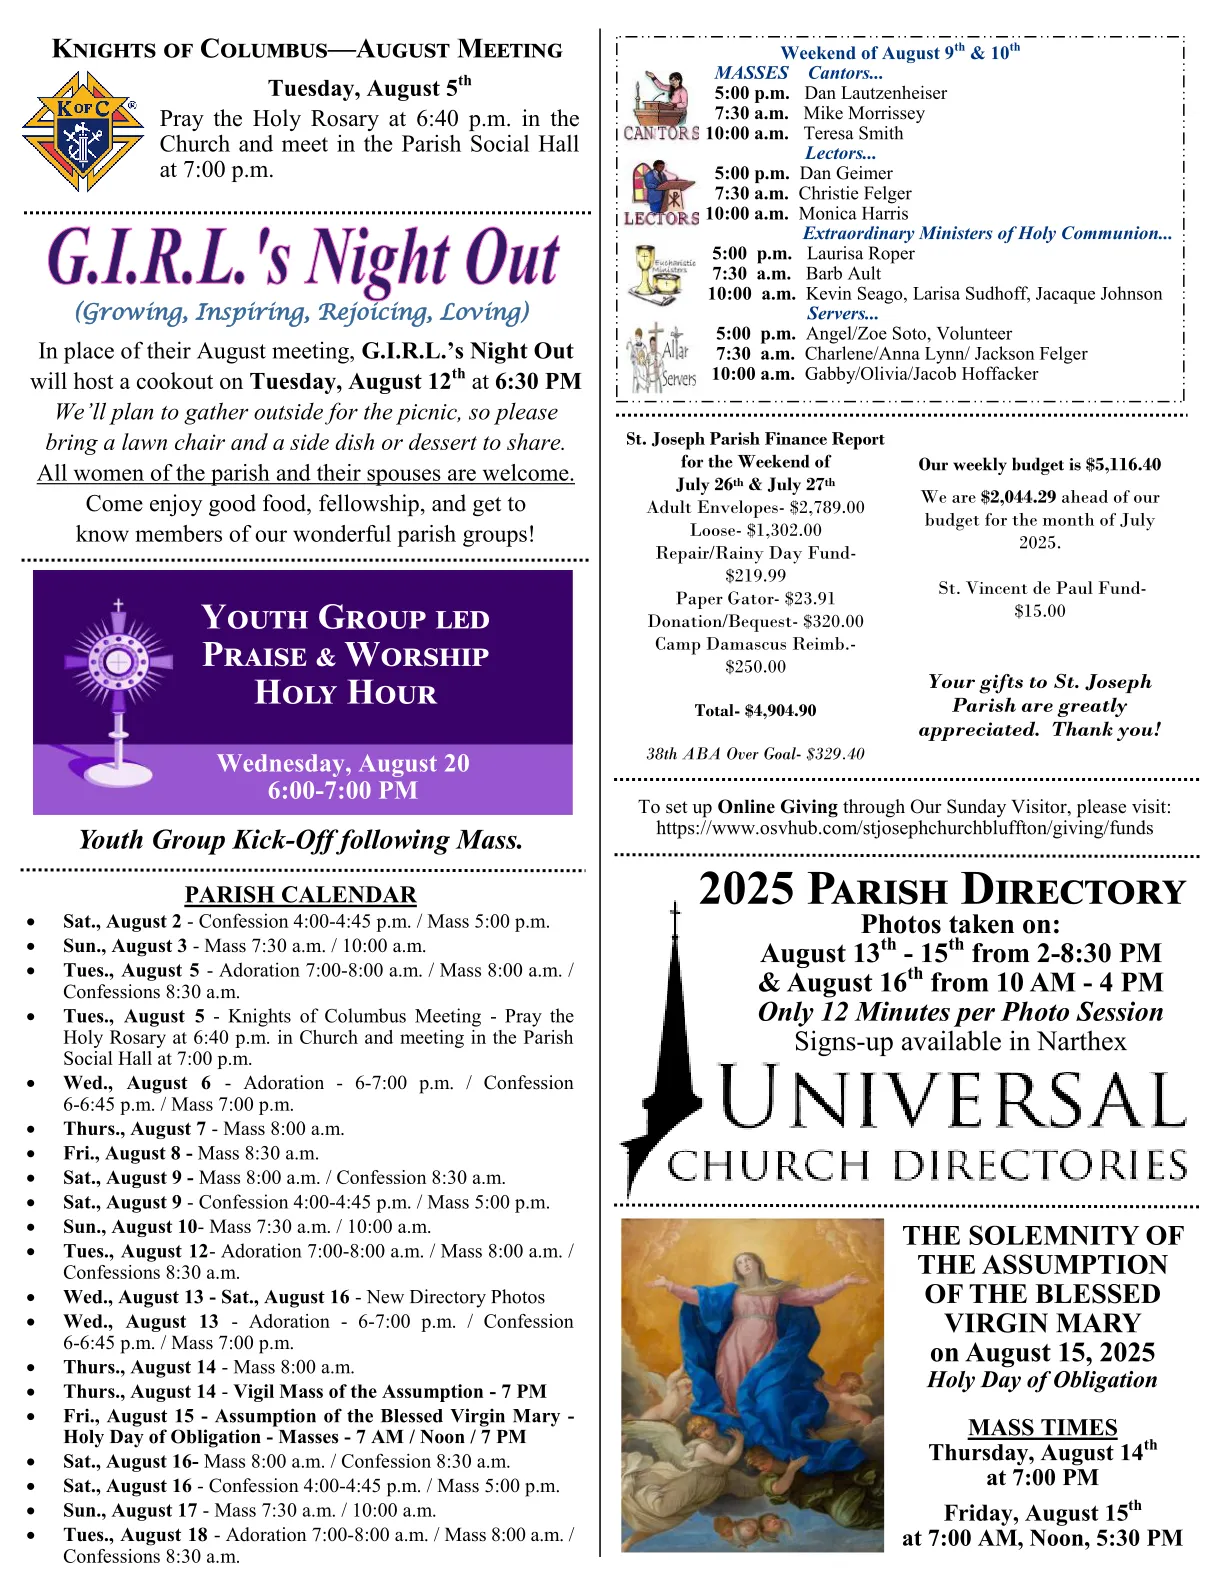 KNIGHTS OF COLUMBUS—AUGUST MEETING
K OF C ®
Tuesday, August 5th
Pray the Holy Rosary at 6:40 p.m. in the
Church and meet in the Parish Social Hall
at 7:00 p.m.
G.I.R.L.'s Night Out
(Growing, Inspiring, Rejoicing, Loving)
In place of their August meeting, G.I.R.L.’s Night Out
will host a cookout on Tuesday, August 12th at 6:30 PM
We’ll plan to gather outside for the picnic, so please
bring a lawn chair and a side dish or dessert to share.
All women of the parish and their spouses are welcome.
Come enjoy good food, fellowship, and get to
know members of our wonderful parish groups!
YOUTH GROUP LED
PRAISE & WORSHIP
HOLY HOUR
Wednesday, August 20
6:00-7:00 PM
Youth Group Kick-Off following Mass.
PARISH CALENDAR
• Sat., August 2 - Confession 4:00-4:45 p.m. / Mass 5:00 p.m.
• Sun., August 3 - Mass 7:30 a.m. / 10:00 a.m.
• Tues., August 5 - Adoration 7:00-8:00 a.m. / Mass 8:00 a.m. /
Confessions 8:30 a.m.
• Tues., August 5 - Knights of Columbus Meeting - Pray the
Holy Rosary at 6:40 p.m. in Church and meeting in the Parish
Social Hall at 7:00 p.m.
• Wed., August 6 - Adoration - 6-7:00 p.m. / Confession
6-6:45 p.m. / Mass 7:00 p.m.
• Thurs., August 7 - Mass 8:00 a.m.
• Fri., August 8 - Mass 8:30 a.m.
• Sat., August 9 - Mass 8:00 a.m. / Confession 8:30 a.m.
• Sat., August 9 - Confession 4:00-4:45 p.m. / Mass 5:00 p.m.
• Sun., August 10- Mass 7:30 a.m. / 10:00 a.m.
• Tues., August 12- Adoration 7:00-8:00 a.m. / Mass 8:00 a.m. /
Confessions 8:30 a.m.
• Wed., August 13 - Sat., August 16 - New Directory Photos
• Wed., August 13 - Adoration - 6-7:00 p.m. / Confession
6-6:45 p.m. / Mass 7:00 p.m.
• Thurs., August 14 - Mass 8:00 a.m.
• Thurs., August 14 - Vigil Mass of the Assumption - 7 PM
• Fri., August 15 - Assumption of the Blessed Virgin Mary -
Holy Day of Obligation - Masses - 7 AM / Noon / 7 PM
• Sat., August 16- Mass 8:00 a.m. / Confession 8:30 a.m.
• Sat., August 16 - Confession 4:00-4:45 p.m. / Mass 5:00 p.m.
• Sun., August 17 - Mass 7:30 a.m. / 10:00 a.m.
• Tues., August 18 - Adoration 7:00-8:00 a.m. / Mass 8:00 a.m. /
Confessions 8:30 a.m.
Weekend of August 9th & 10th
MASSES Cantors...
5:00 p.m. Dan Lautzenheiser
7:30 a.m. Mike Morrissey
CANTORS 10:00 a.m. Teresa Smith
Lectors...
5:00 p.m. Dan Geimer
7:30 a.m. Christie Felger
LECTORS 10:00 a.m. Monica Harris
Extraordinary Ministers of Holy Communion...
5:00 p.m. Laurisa Roper
Eucharistic
Ministers
7:30 a.m. Barb Ault
10:00 a.m. Kevin Seago, Larisa Sudhoff, Jacaque Johnson
Servers...
5:00 p.m. Angel/Zoe Soto, Volunteer
Altar
Servers
7:30 a.m. Charlene/Anna Lynn/ Jackson Felger
10:00 a.m. Gabby/Olivia/Jacob Hoffacker
St. Joseph Parish Finance Report
for the Weekend of
July 26th & July 27th
Adult Envelopes- $2,789.00
Loose- $1,302.00
Repair/Rainy Day Fund-
$219.99
Paper Gator- $23.91
Donation/Bequest- $320.00
Camp Damascus Reimb.-
$250.00
Total- $4,904.90
38th ABA Over Goal- $329.40
Our weekly budget is $5,116.40
We are $2,044.29 ahead of our
budget for the month of July
2025.
St. Vincent de Paul Fund-
$15.00
Your gifts to St. Joseph
Parish are greatly
appreciated. Thank you!
To set up Online Giving through Our Sunday Visitor, please visit:
https://www.osvhub.com/stjosephchurchbluffton/giving/funds
2025 PARISH DIRECTORY
Photos taken on:
August 13th - 15th from 2-8:30 PM
& August 16th from 10 AM - 4 PM
Only 12 Minutes per Photo Session
Signs-up available in Narthex
UNIVERSAL
CHURCH DIRECTORIES
THE SOLEMNITY OF
THE ASSUMPTION
OF THE BLESSED
VIRGIN MARY
on August 15, 2025
Holy Day of Obligation
MASS TIMES
Thursday, August 14th
at 7:00 PM
Friday, August 15th
at 7:00 AM, Noon, 5:30 PM